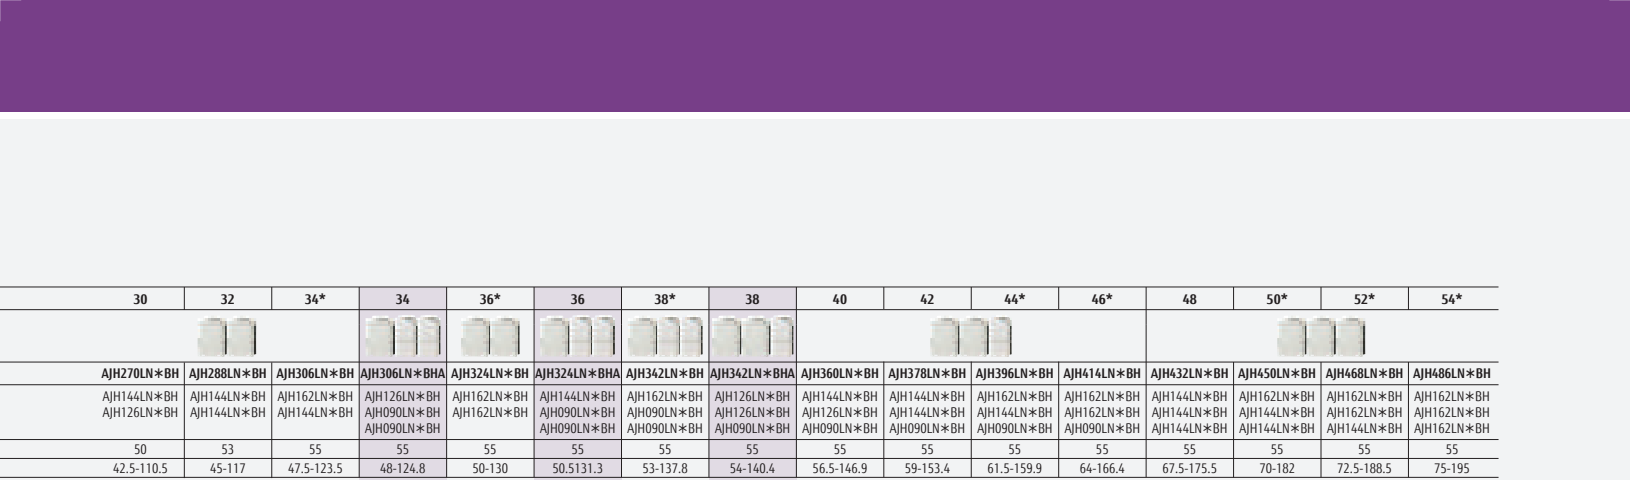 30 32 34* 34 36* 36 38* 38 40 42 44* 46* 48 50* 52* 54*
AJH270LN∗BH AJH288LN∗BH AJH306LN∗BH AJH306LN∗BHA AJH324LN∗BH AJH324LN∗BHA AJH342LN∗BH AJH342LN∗BHA AJH360LN∗BH AJH378LN∗BH AJH396LN∗BH AJH414LN∗BH AJH432LN∗BH AJH450LN∗BH AJH468LN∗BH AJH486LN∗BH
AJH144LN∗BH AJH144LN∗BH AJH162LN∗BH AJH126LN∗BH AJH162LN∗BH AJH144LN∗BH AJH162LN∗BH AJH126LN∗BH AJH144LN∗BH AJH144LN∗BH AJH162LN∗BH AJH162LN∗BH AJH144LN∗BH AJH162LN∗BH AJH162LN∗BH AJH162LN∗BH
AJH126LN∗BH AJH144LN∗BH AJH144LN∗BH AJH090LN∗BH AJH162LN∗BH AJH090LN∗BH AJH090LN∗BH AJH126LN∗BH AJH126LN∗BH AJH144LN∗BH AJH144LN∗BH AJH162LN∗BH AJH144LN∗BH AJH144LN∗BH AJH162LN∗BH AJH162LN∗BH
AJH090LN∗BH AJH090LN∗BH AJH090LN∗BH AJH090LN∗BH AJH090LN∗BH AJH090LN∗BH AJH090LN∗BH AJH090LN∗BH AJH144LN∗BH AJH144LN∗BH AJH144LN∗BH AJH162LN∗BH
50 53 55 55 55 55 55 55 55 55 55 55 55 55 55 55
42.5-110.5 45-117 47.5-123.5 48-124.8 50-130 50.5131.3 53-137.8 54-140.4 56.5-146.9 59-153.4 61.5-159.9 64-166.4 67.5-175.5 70-182 72.5-188.5 75-195